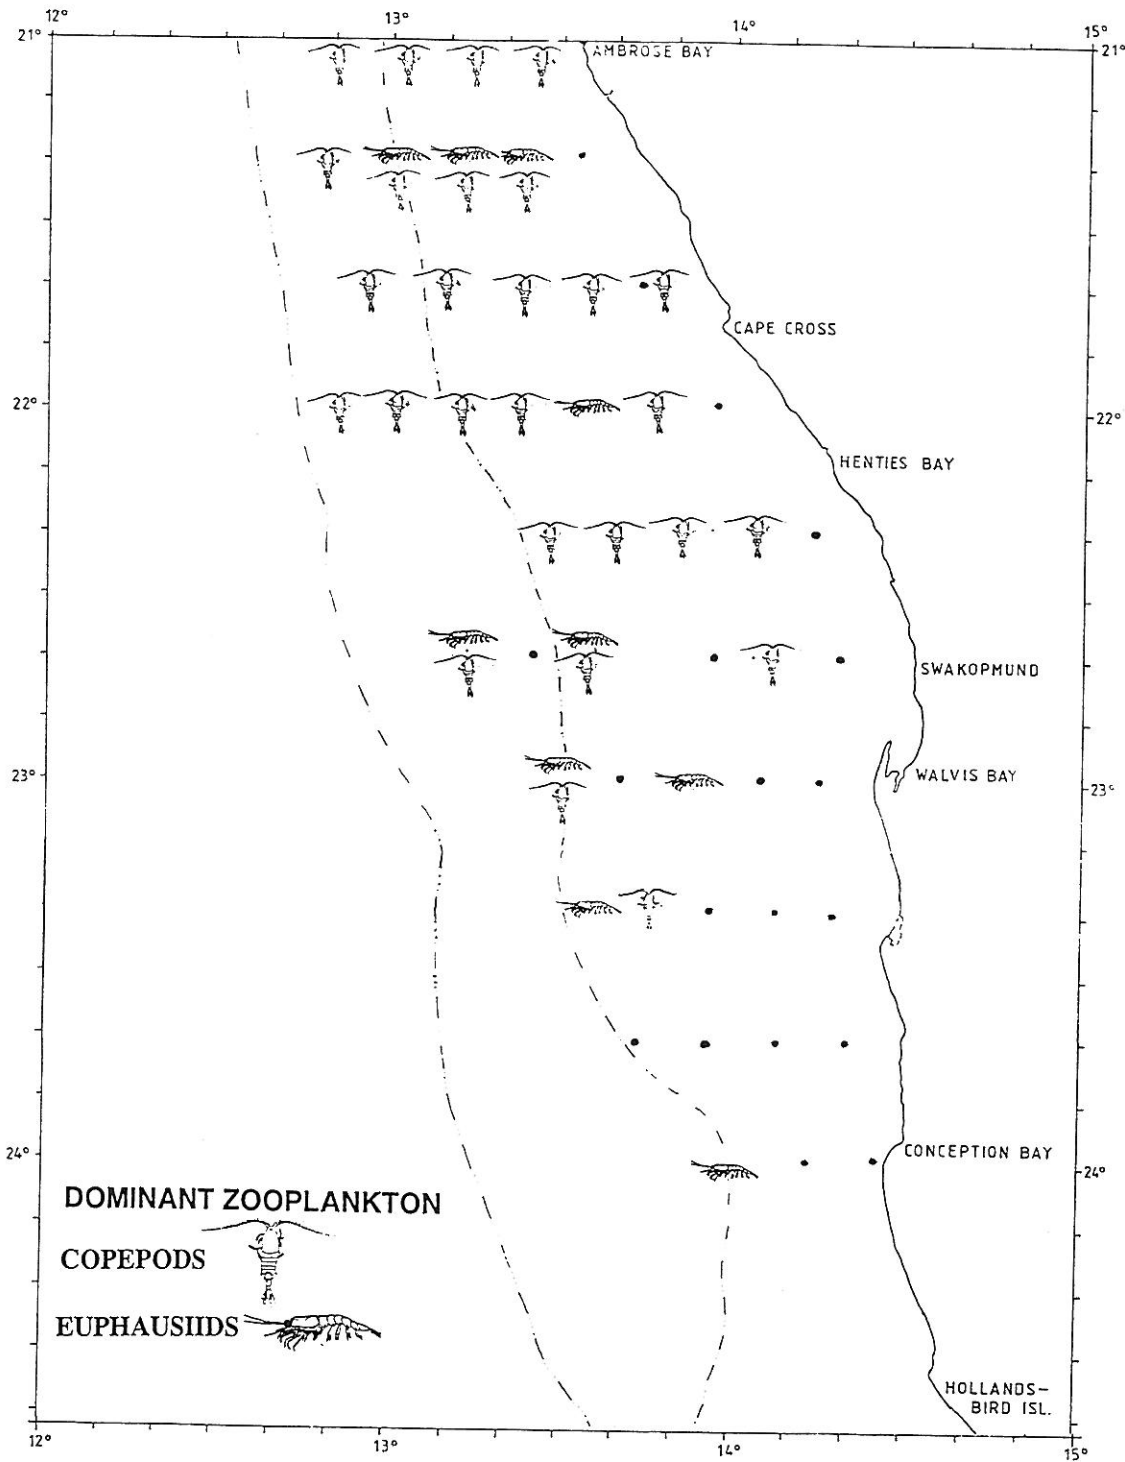 12°
13°
14°
15°
21°
21°
AMBROSE BAY
CAPE CROSS
22°
22°
HENTIES BAY
SWAKOPMUND
23°
WALVIS BAY
23°
24°
CONCEPTION BAY
24°
DOMINANT ZOOPLANKTON
COPEPODS
EUPHAUSIIDS
HOLLANDS-
BIRD ISL.
12°
13°
14°
15°